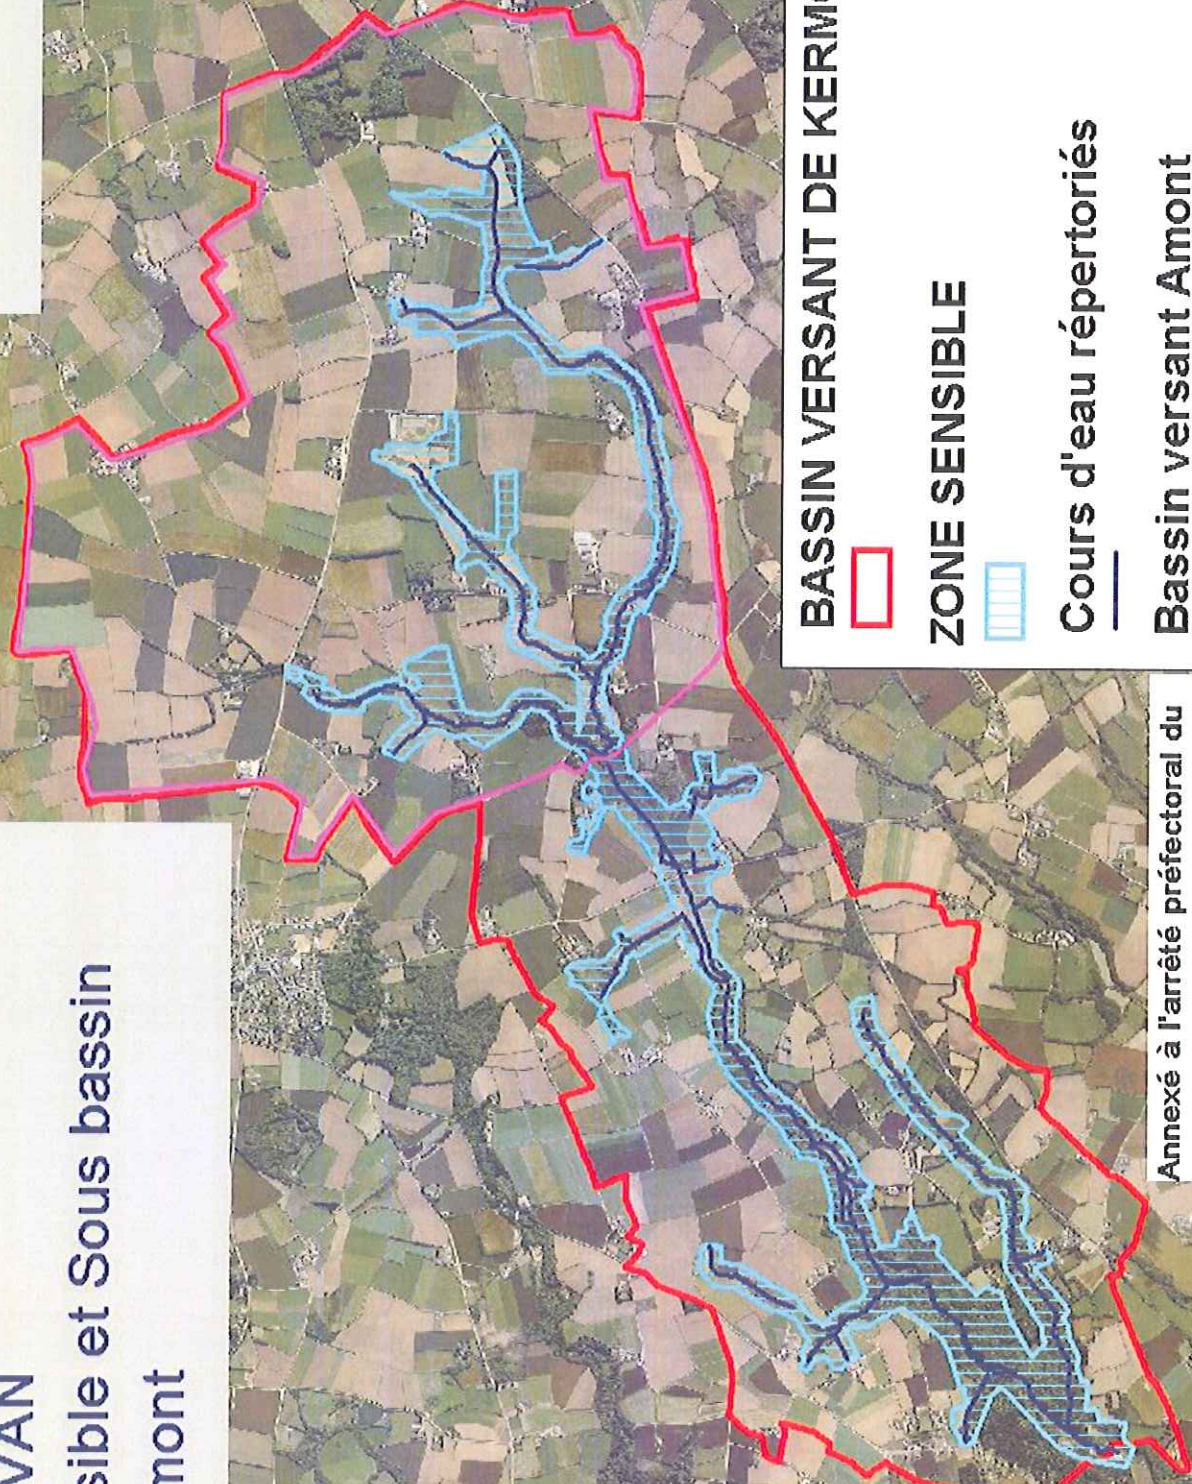 VAN
sible et Sous bassin
mont
BASSIN VERSANT DE KERM
ZONE SENSIBLE
Cours d'eau répertoriés
Bassin versant Amont
Annexé à l'arrêté préfectoral du